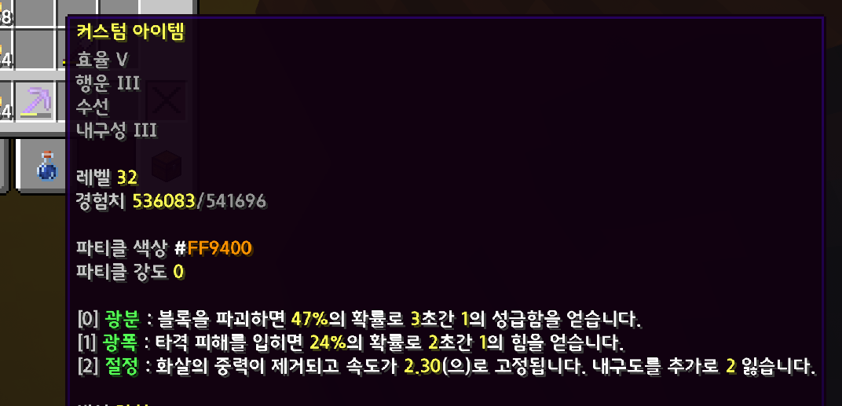 커스텀 아이템
효율 V
행운 III
수선
내구성 III
레벨 32
경험치 536083/541696
파티클 색상 #FF9400
파티클 강도 0
[0] 광분 : 블록을 파괴하면 47%의 확률로 3초간 1의 성급함을 얻습니다.
[1] 광폭 : 타격 피해를 입히면 24%의 확률로 2초간 1의 힘을 얻습니다.
[2] 절정 : 화살의 중력이 제거되고 속도가 2.30(으)로 고정됩니다. 내구도를 추가로 2 잃습니다.